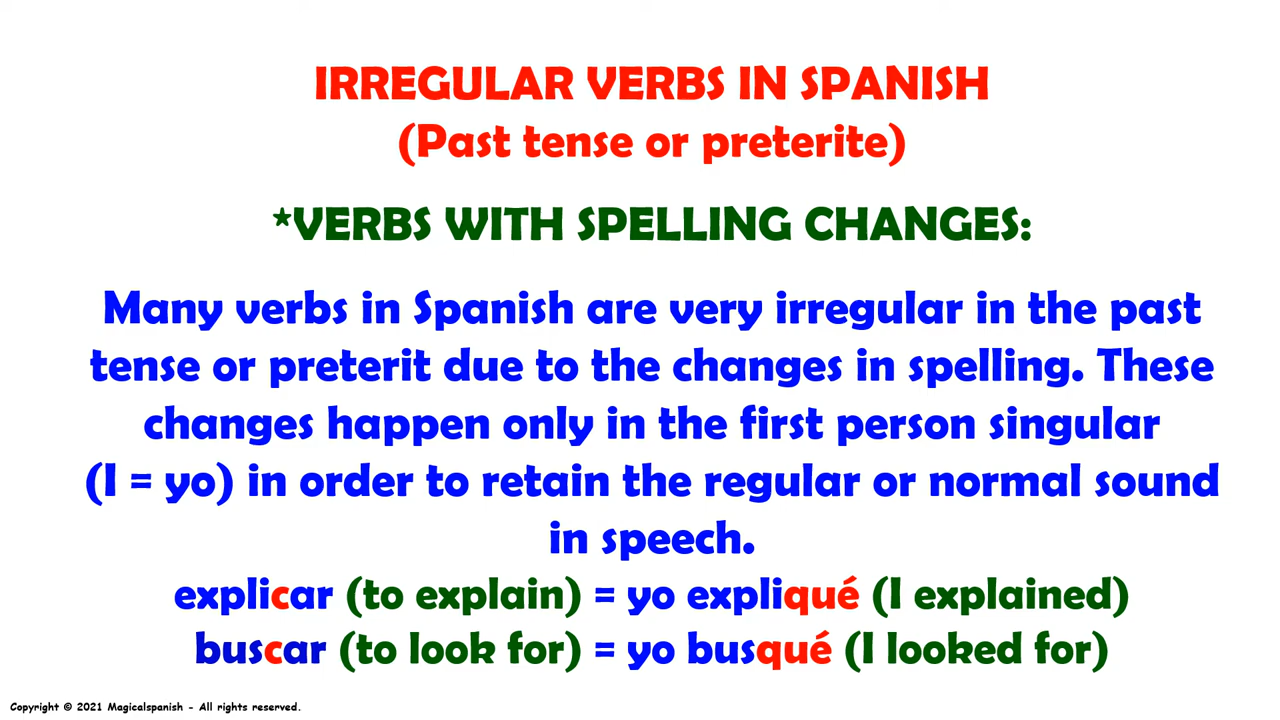 IRREGULAR VERBS IN SPANISH
(Past tense or preterite)
*VERBS WITH SPELLING CHANGES:
Many verbs in Spanish are very irregular in the past
tense or preterit due to the changes in spelling. These
changes happen only in the first person singular
(I = yo) in order to retain the regular or normal sound
in speech.
explicar (to explain) = yo expliqué (I explained)
buscar (to look for) = yo busqué (I looked for)
Copyright © 2021 Magicalspanish - All rights reserved.